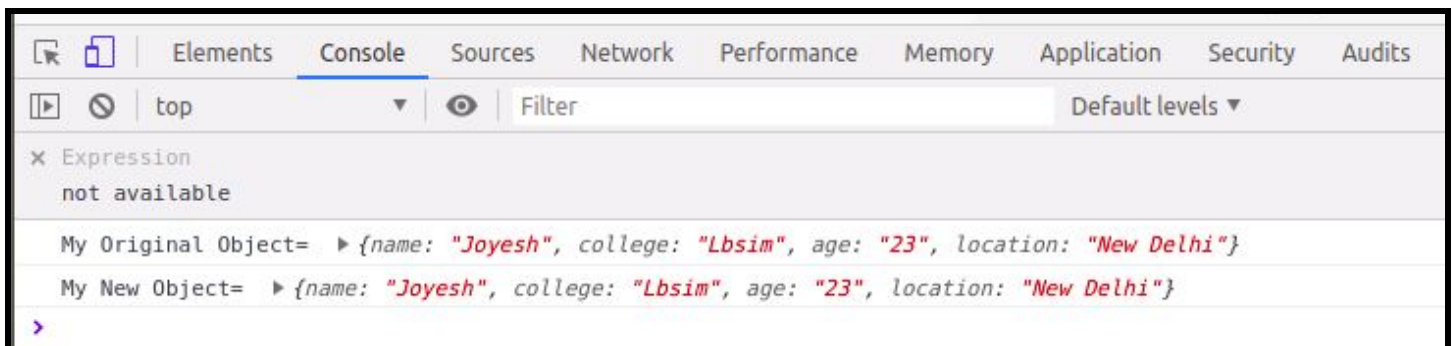 Elements Console Sources Network Performance Memory Application Security Audits
top Filter Default levels
Expression
not available
My Original Object= {name: "Joyesh", college: "Lbsim", age: "23", location: "New Delhi"}
My New Object= {name: "Joyesh", college: "Lbsim", age: "23", location: "New Delhi"}